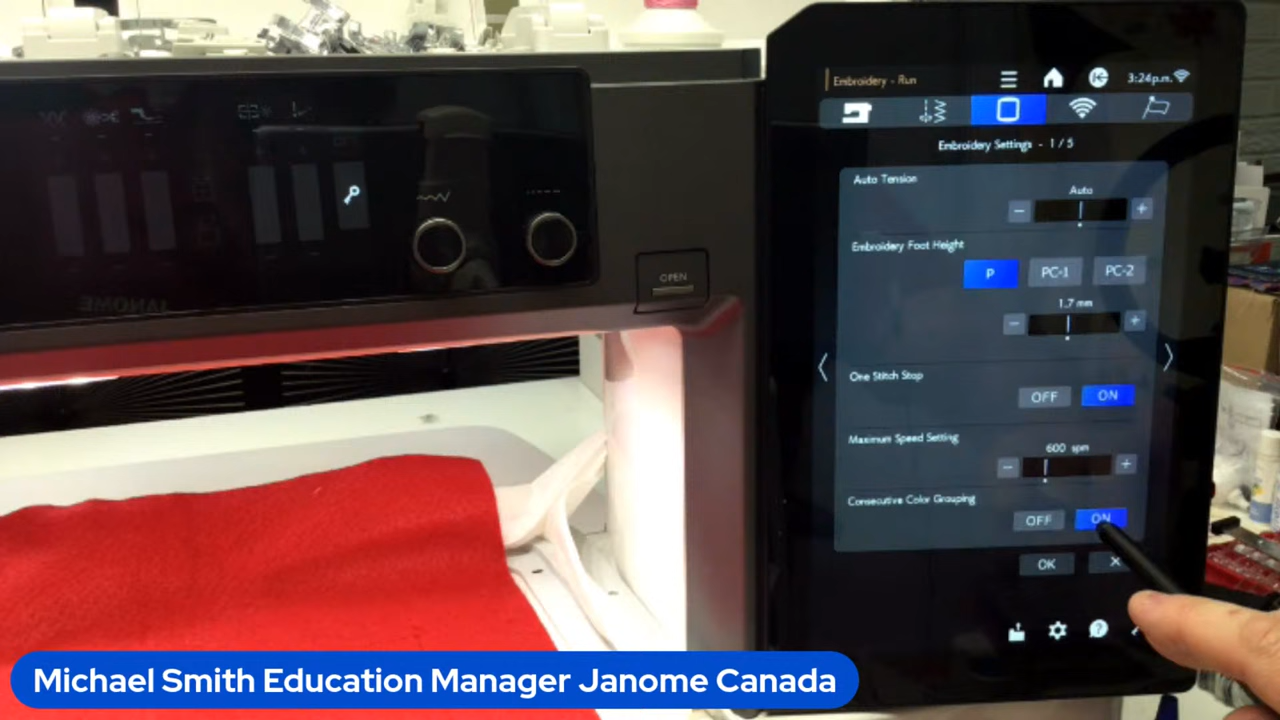 Embroidery - Run
3:24p.m.
Embroidery Settings - 1 / 5
Auto Tension
Auto
− +
Embroidery Foot Height
P PC-1 PC-2
1.7 mm
− +
One Stitch Stop
OFF ON
Maximum Speed Setting
600 spm
− +
Consecutive Color Grouping
OFF ON
OK ×
OPEN
JANOME
Michael Smith Education Manager Janome Canada